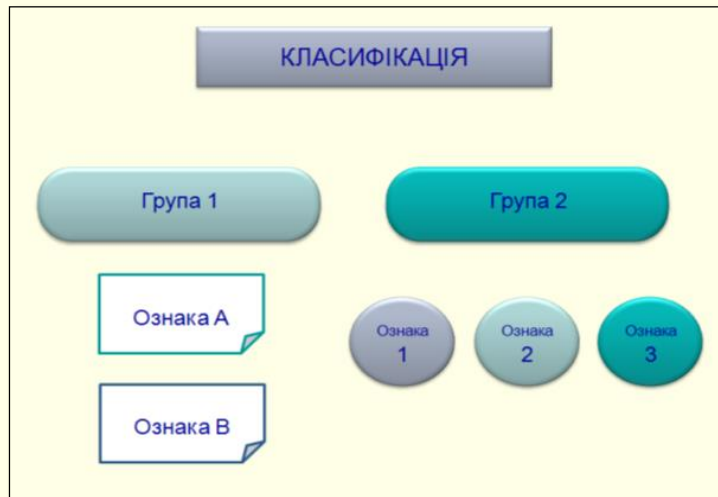 КЛАСИФІКАЦІЯ
Група 1
Група 2
Ознака А
Ознака В
Ознака
1
Ознака
2
Ознака
3